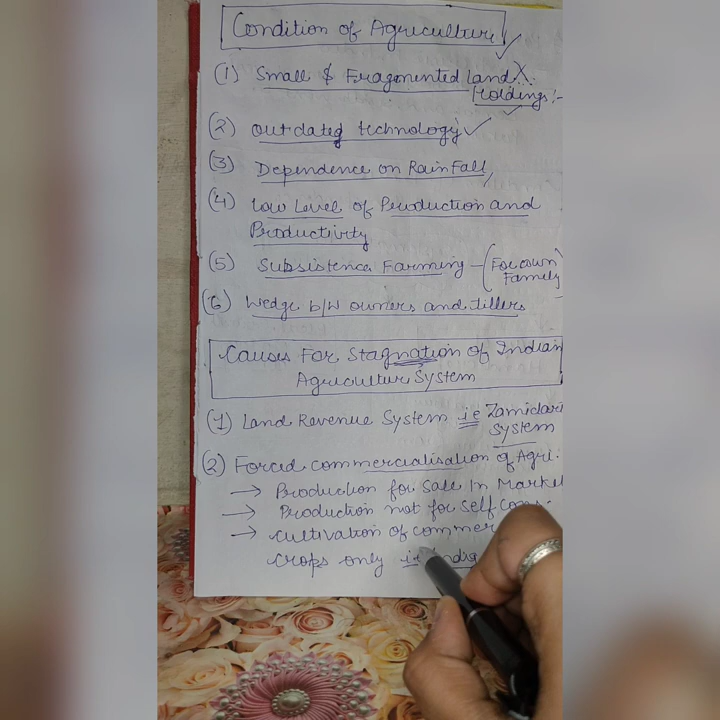 Condition of Agriculture
(1) Small & Fragmented Land
Holdings :-
(2) Outdated technology
(3) Dependence on RainFall
(4) Low Level of Production and
Productivity
(5) Subsistence Farming - (For own
Family
(6) Wedge b/w owners and tillers
Causes For Stagnation of Indian
Agriculture System
(1) Land Revenue System i.e Zamidari
System
(2) Forced commercialisation of Agri.
→ Production for Sale In Market
→ Production not for Self Cons.
→ Cultivation of
Crops only i.e